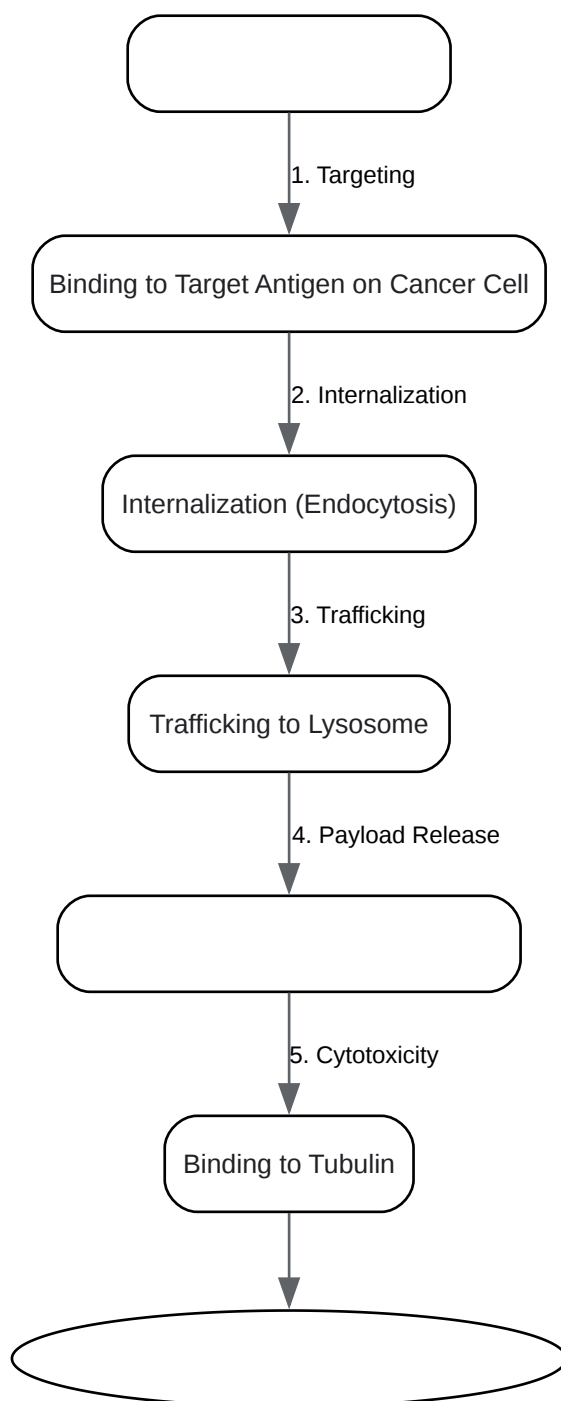 1. Targeting
Binding to Target Antigen on Cancer Cell
2. Internalization
Internalization (Endocytosis)
3. Trafficking
Trafficking to Lysosome
4. Payload Release
5. Cytotoxicity
Binding to Tubulin